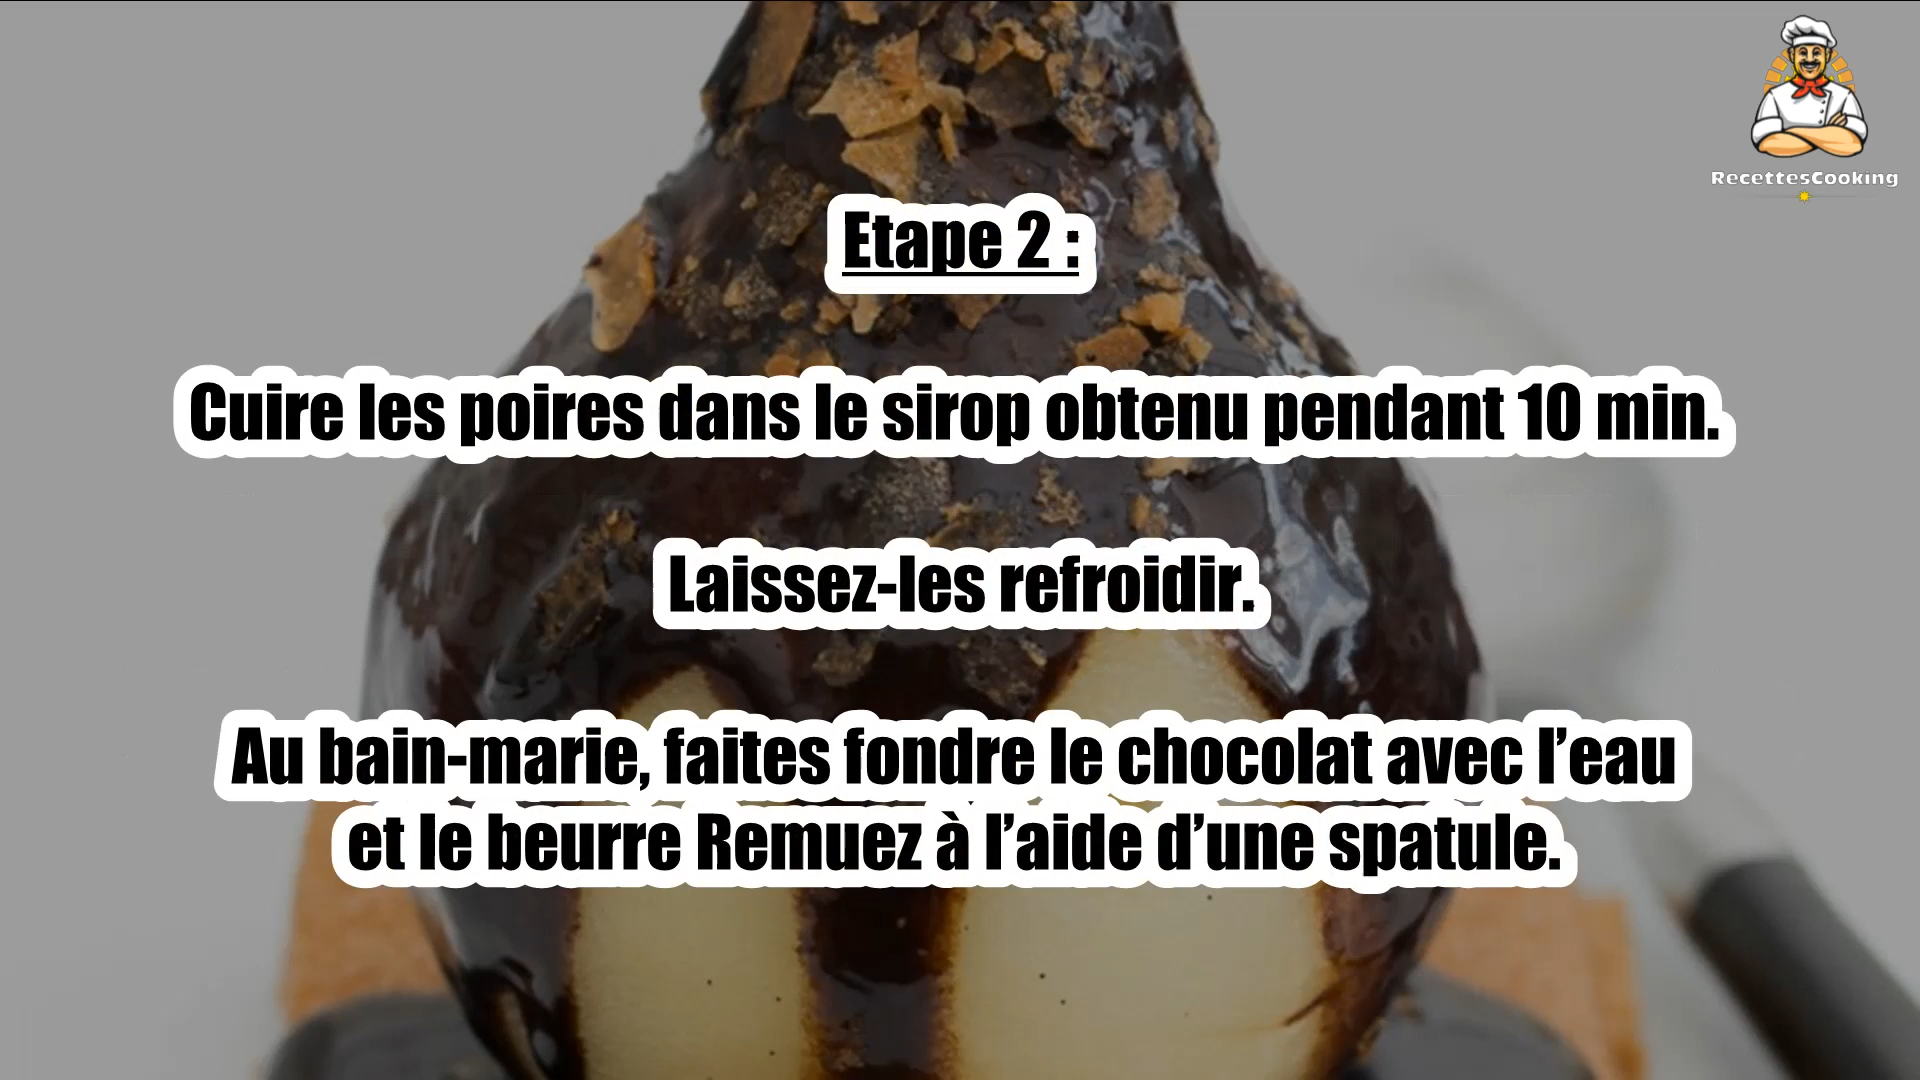 RecettesCooking
Etape 2 :
Cuire les poires dans le sirop obtenu pendant 10 min.
Laissez-les refroidir.
Au bain-marie, faites fondre le chocolat avec l’eau
et le beurre Remuez à l’aide d’une spatule.